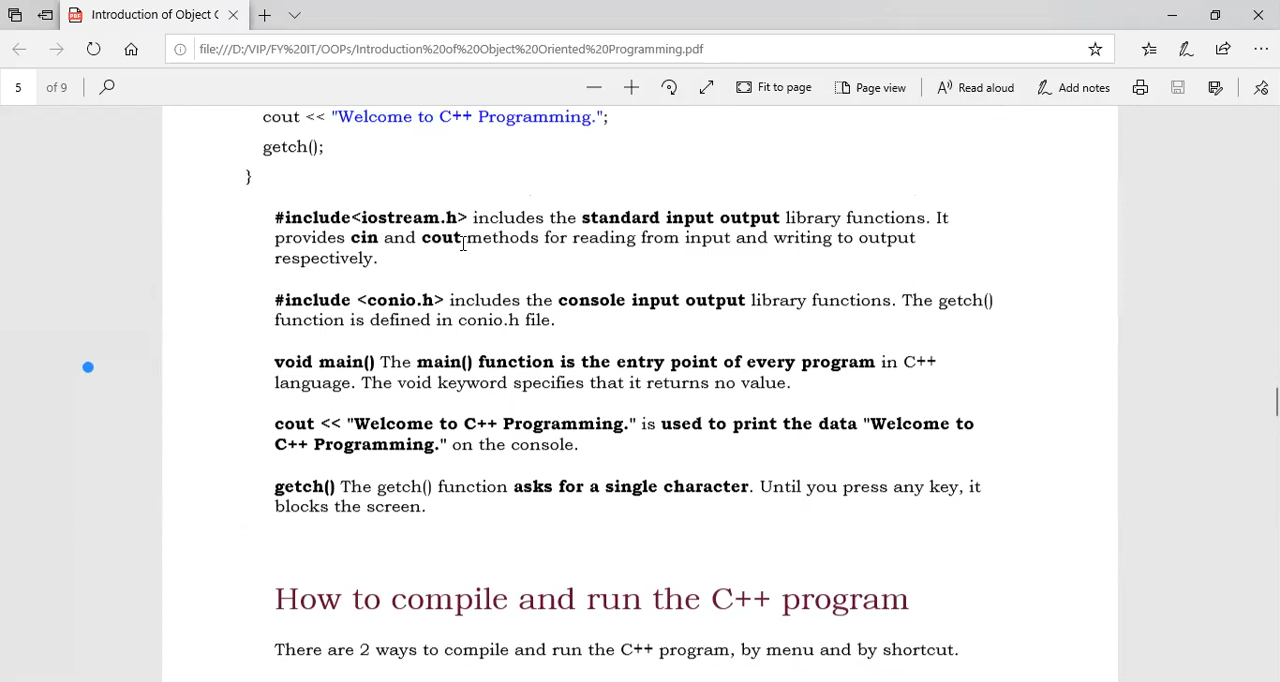 Introduction of Object C
file:///D:/VIP/FY%20IT/OOPs/Introduction%20of%20Object%20Oriented%20Programming.pdf
5 of 9 Fit to page Page view Read aloud Add notes
cout << "Welcome to C++ Programming.";
getch();
}
#include<iostream.h> includes the standard input output library functions. It
provides cin and cout methods for reading from input and writing to output
respectively.
#include <conio.h> includes the console input output library functions. The getch()
function is defined in conio.h file.
void main() The main() function is the entry point of every program in C++
language. The void keyword specifies that it returns no value.
cout << "Welcome to C++ Programming." is used to print the data "Welcome to
C++ Programming." on the console.
getch() The getch() function asks for a single character. Until you press any key, it
blocks the screen.
How to compile and run the C++ program
There are 2 ways to compile and run the C++ program, by menu and by shortcut.